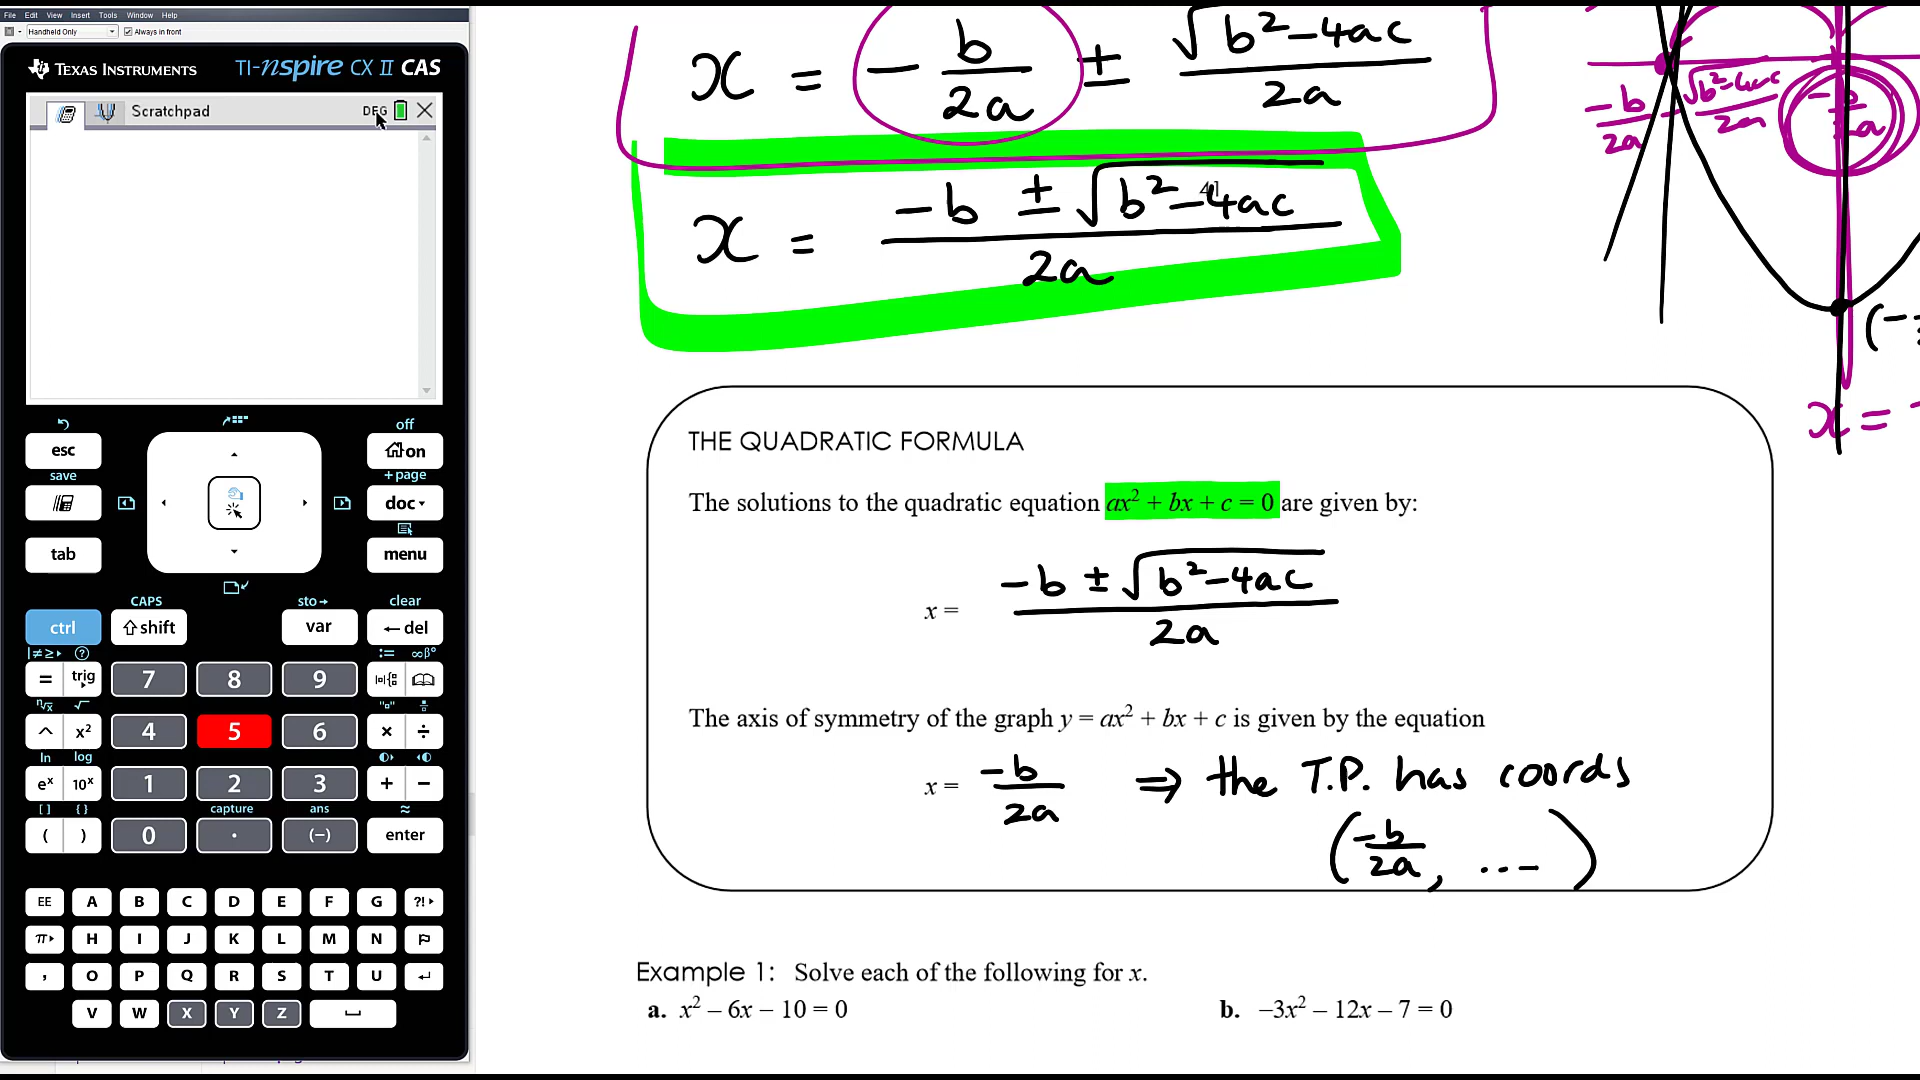 File Edit View Insert Tools Window Help
Handheld Only Always in front
TEXAS INSTRUMENTS TI-nspire CX II CAS
Scratchpad DEG
off
esc on
save +page
doc
tab menu
CAPS sto→ clear
ctrl ⇧shift var ←del
|≠≥▸ ? := ∞β°
= trig 7 8 9
ⁿ√x √ "▫"
^ x² 4 5 6 × ÷
ln log
eˣ 10ˣ 1 2 3 + −
[ ] { } capture ans ≈
( ) 0 . (−) enter
EE A B C D E F G ?!▸
π▸ H I J K L M N
, O P Q R S T U ↵
V W X Y Z
x = − b/2a ± √(b²−4ac)/2a
x = −b ± √(b²−4ac) / 2a
−b/2a √(b²−4ac)/2a −b/2a
x =
THE QUADRATIC FORMULA
The solutions to the quadratic equation ax² + bx + c = 0 are given by:
x = −b ± √(b²−4ac) / 2a
The axis of symmetry of the graph y = ax² + bx + c is given by the equation
x = −b/2a ⇒ the T.P. has coords
(−b/2a, ...)
Example 1: Solve each of the following for x.
a. x² – 6x – 10 = 0 b. –3x² – 12x – 7 = 0